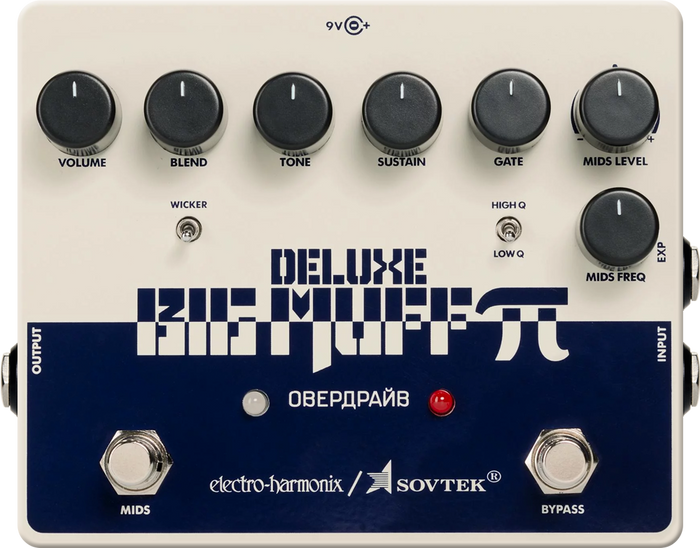 9V +
VOLUME BLEND TONE SUSTAIN GATE - + MIDS LEVEL
WICKER HIGH Q
LOW Q
EXP
MIDS FREQ
DELUXE
BIG MUFF π
OUTPUT INPUT
ОВЕРДРАЙВ
electro-harmonix / SOVTEK®
MIDS BYPASS